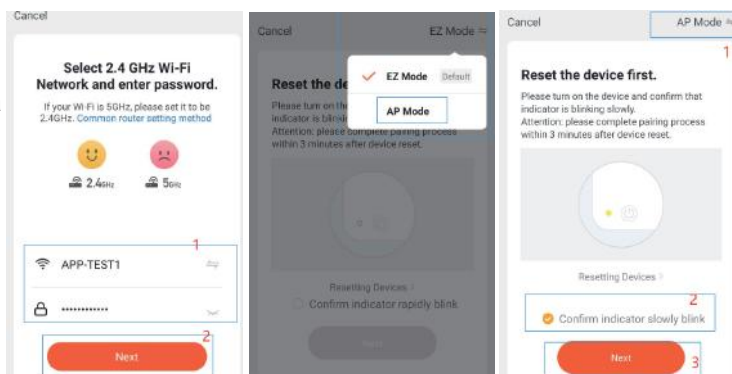 Cancel
Select 2.4 GHz Wi-Fi
Network and enter password.
If your Wi-Fi is 5GHz, please set it to be
2.4GHz. Common router setting method
2.4GHz
5GHz
1
APP-TEST1
••••••••••••
2
Next
Cancel
EZ Mode
EZ Mode Default
AP Mode
Reset the de
Please turn on the
indicator is blinki
Attention: please complete pairing process
within 3 minutes after device reset.
Resetting Devices >
Confirm indicator rapidly blink
Next
Cancel
AP Mode
1
Reset the device first.
Please turn on the device and confirm that
indicator is blinking slowly.
Attention: please complete pairing process
within 3 minutes after device reset.
Resetting Devices >
2
Confirm indicator slowly blink
Next
3